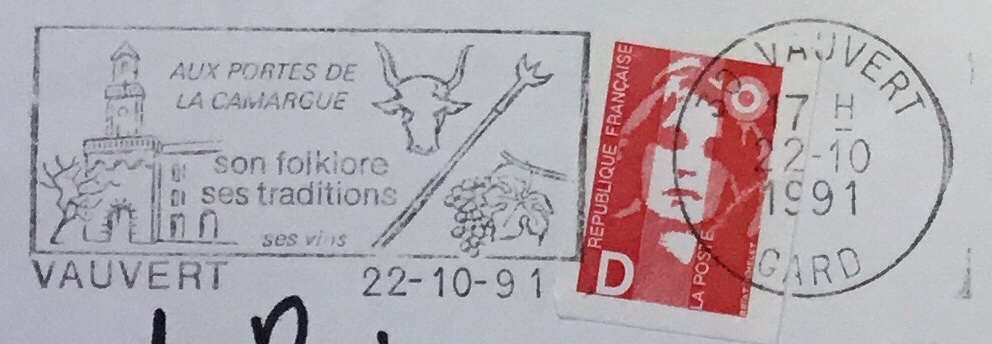 AUX PORTES DE
LA CAMARGUE
son folklore
ses traditions
ses vins
VAUVERT
22-10-91
REPUBLIQUE FRANÇAISE
D
LA POSTE
VAUVERT
17 H
22-10
1991
GARD